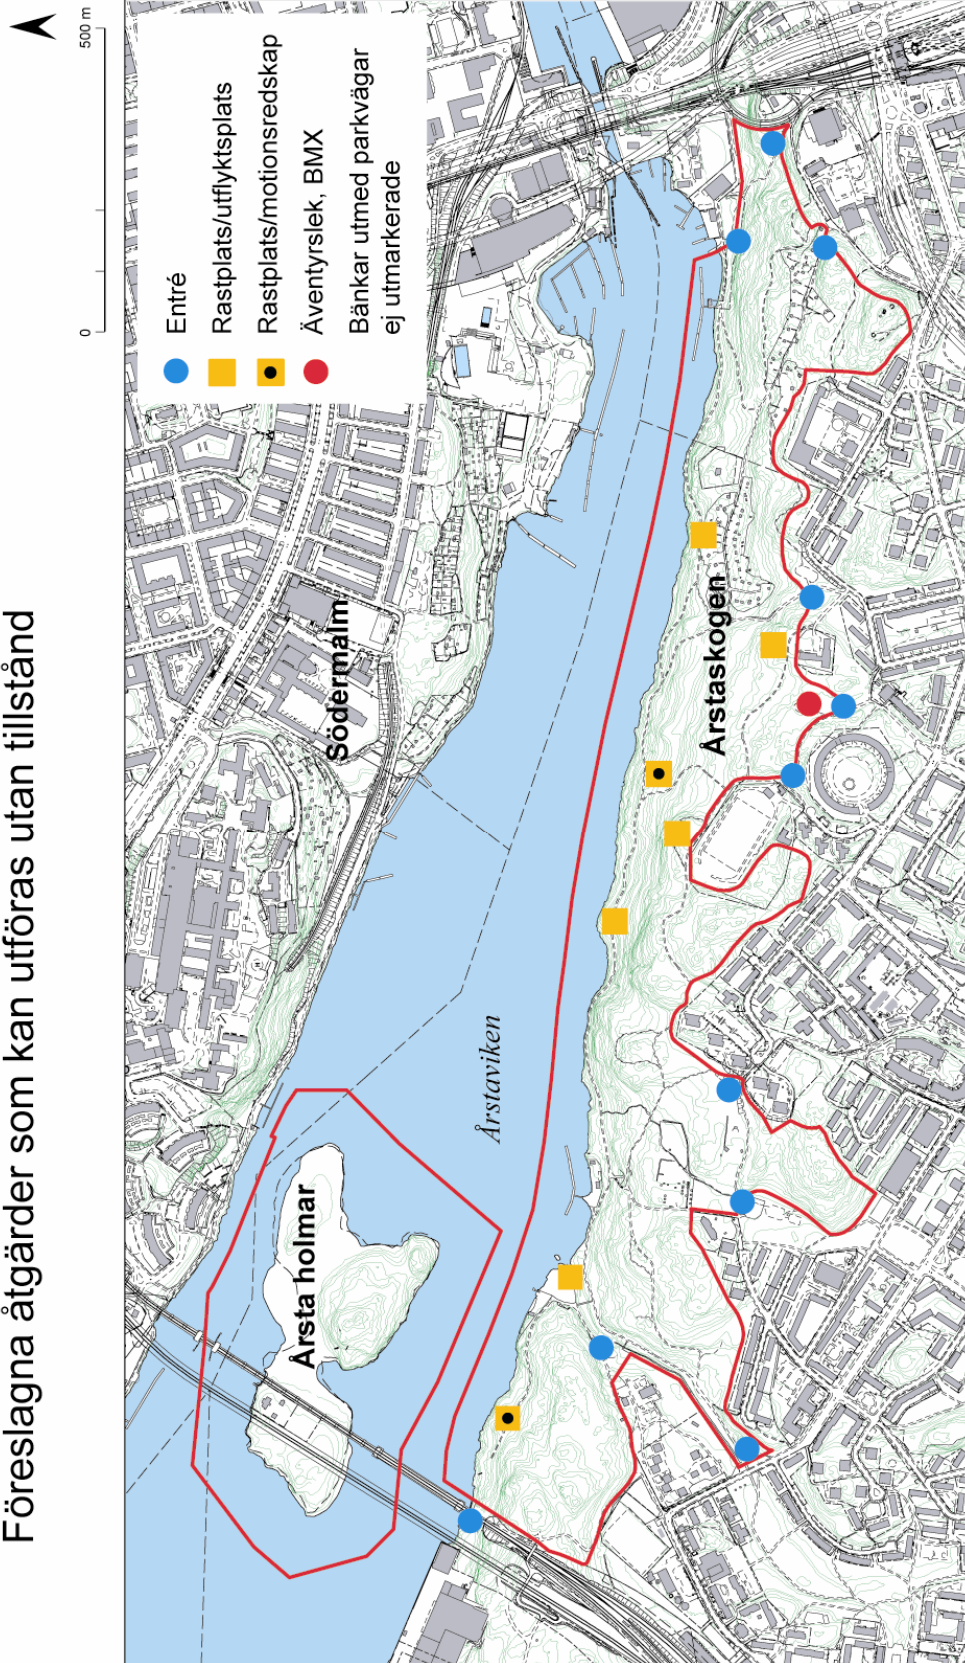 Föreslagna åtgärder som kan utföras utan tillstånd
0 500 m
Entré
Rastplats/utflyktsplats
Rastplats/motionsredskap
Äventyrslek, BMX
Bänkar utmed parkvägar
ej utmarkerade
Södermalm
Årstaviken
Årsta holmar
Årstaskogen
H